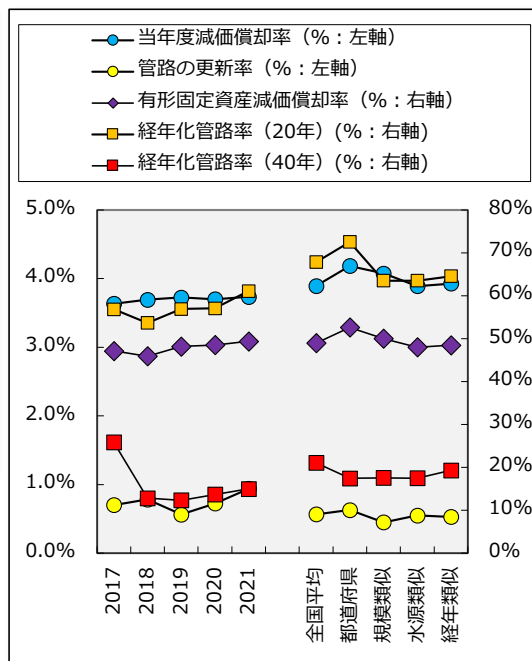 当年度減価償却率（%：左軸）
管路の更新率（%：左軸）
有形固定資産減価償却率（%：右軸）
経年化管路率（20年）(%：右軸)
経年化管路率（40年）(%：右軸)
5.0%
4.0%
3.0%
2.0%
1.0%
0.0%
80%
70%
60%
50%
40%
30%
20%
10%
0%
2017
2018
2019
2020
2021
全国平均
都道府県
規模類似
水源類似
経年類似